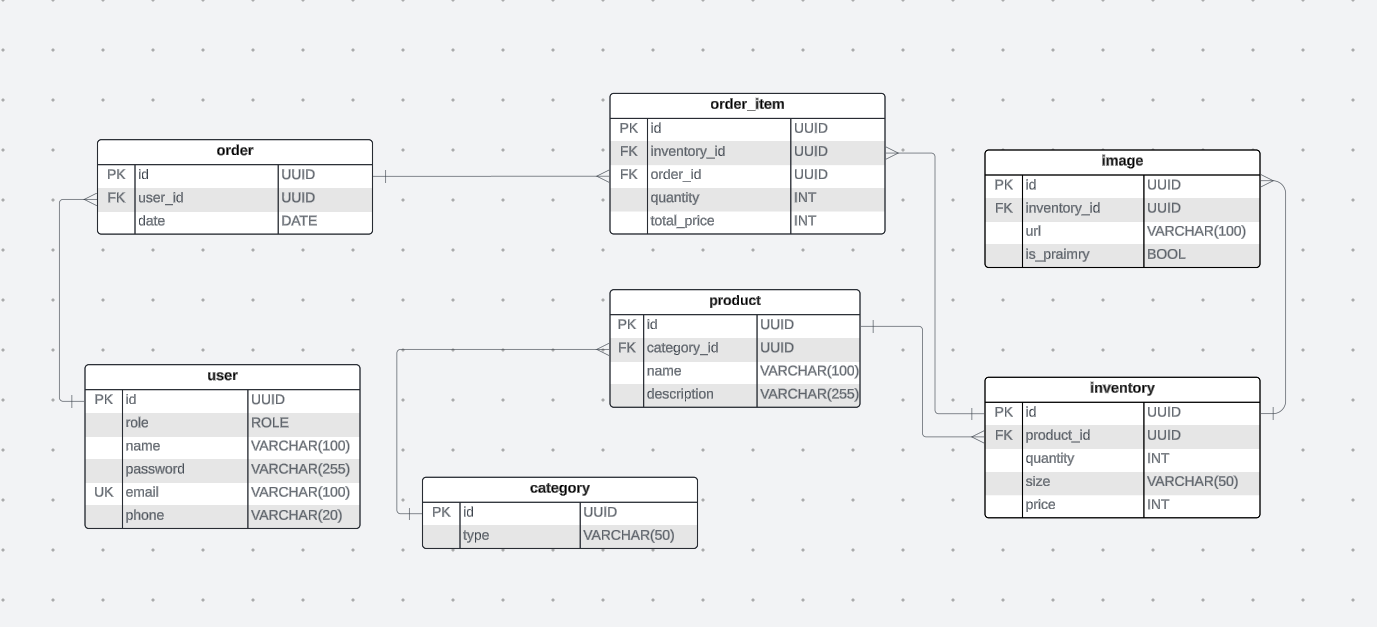 order
PK id UUID
FK user_id UUID
date DATE
order_item
PK id UUID
FK inventory_id UUID
FK order_id UUID
quantity INT
total_price INT
image
PK id UUID
FK inventory_id UUID
url VARCHAR(100)
is_praimry BOOL
product
PK id UUID
FK category_id UUID
name VARCHAR(100)
description VARCHAR(255)
user
PK id UUID
role ROLE
name VARCHAR(100)
password VARCHAR(255)
UK email VARCHAR(100)
phone VARCHAR(20)
category
PK id UUID
type VARCHAR(50)
inventory
PK id UUID
FK product_id UUID
quantity INT
size VARCHAR(50)
price INT